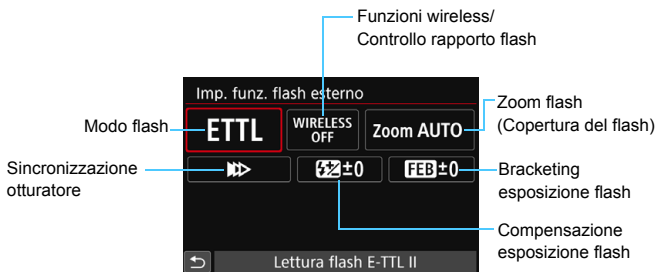 Funzioni wireless/
Controllo rapporto flash
Imp. funz. flash esterno
Modo flash
ETTL
WIRELESS
OFF
Zoom AUTO
Zoom flash
(Copertura del flash)
Sincronizzazione
otturatore
±0
FEB±0
Bracketing
esposizione flash
Compensazione
esposizione flash
Lettura flash E-TTL II